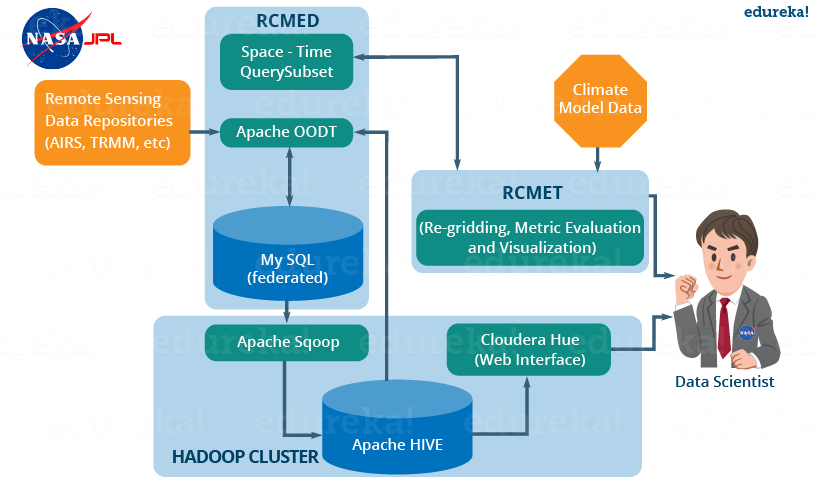 NASA JPL
RCMED
edureka!
Space - Time
QuerySubset
Remote Sensing
Data Repositories
(AIRS, TRMM, etc)
Climate
Model Data
Apache OODT
RCMET
(Re-gridding, Metric Evaluation
and Visualization)
My SQL
(federated)
NASA
Apache Sqoop
Cloudera Hue
(Web Interface)
Data Scientist
Apache HIVE
HADOOP CLUSTER